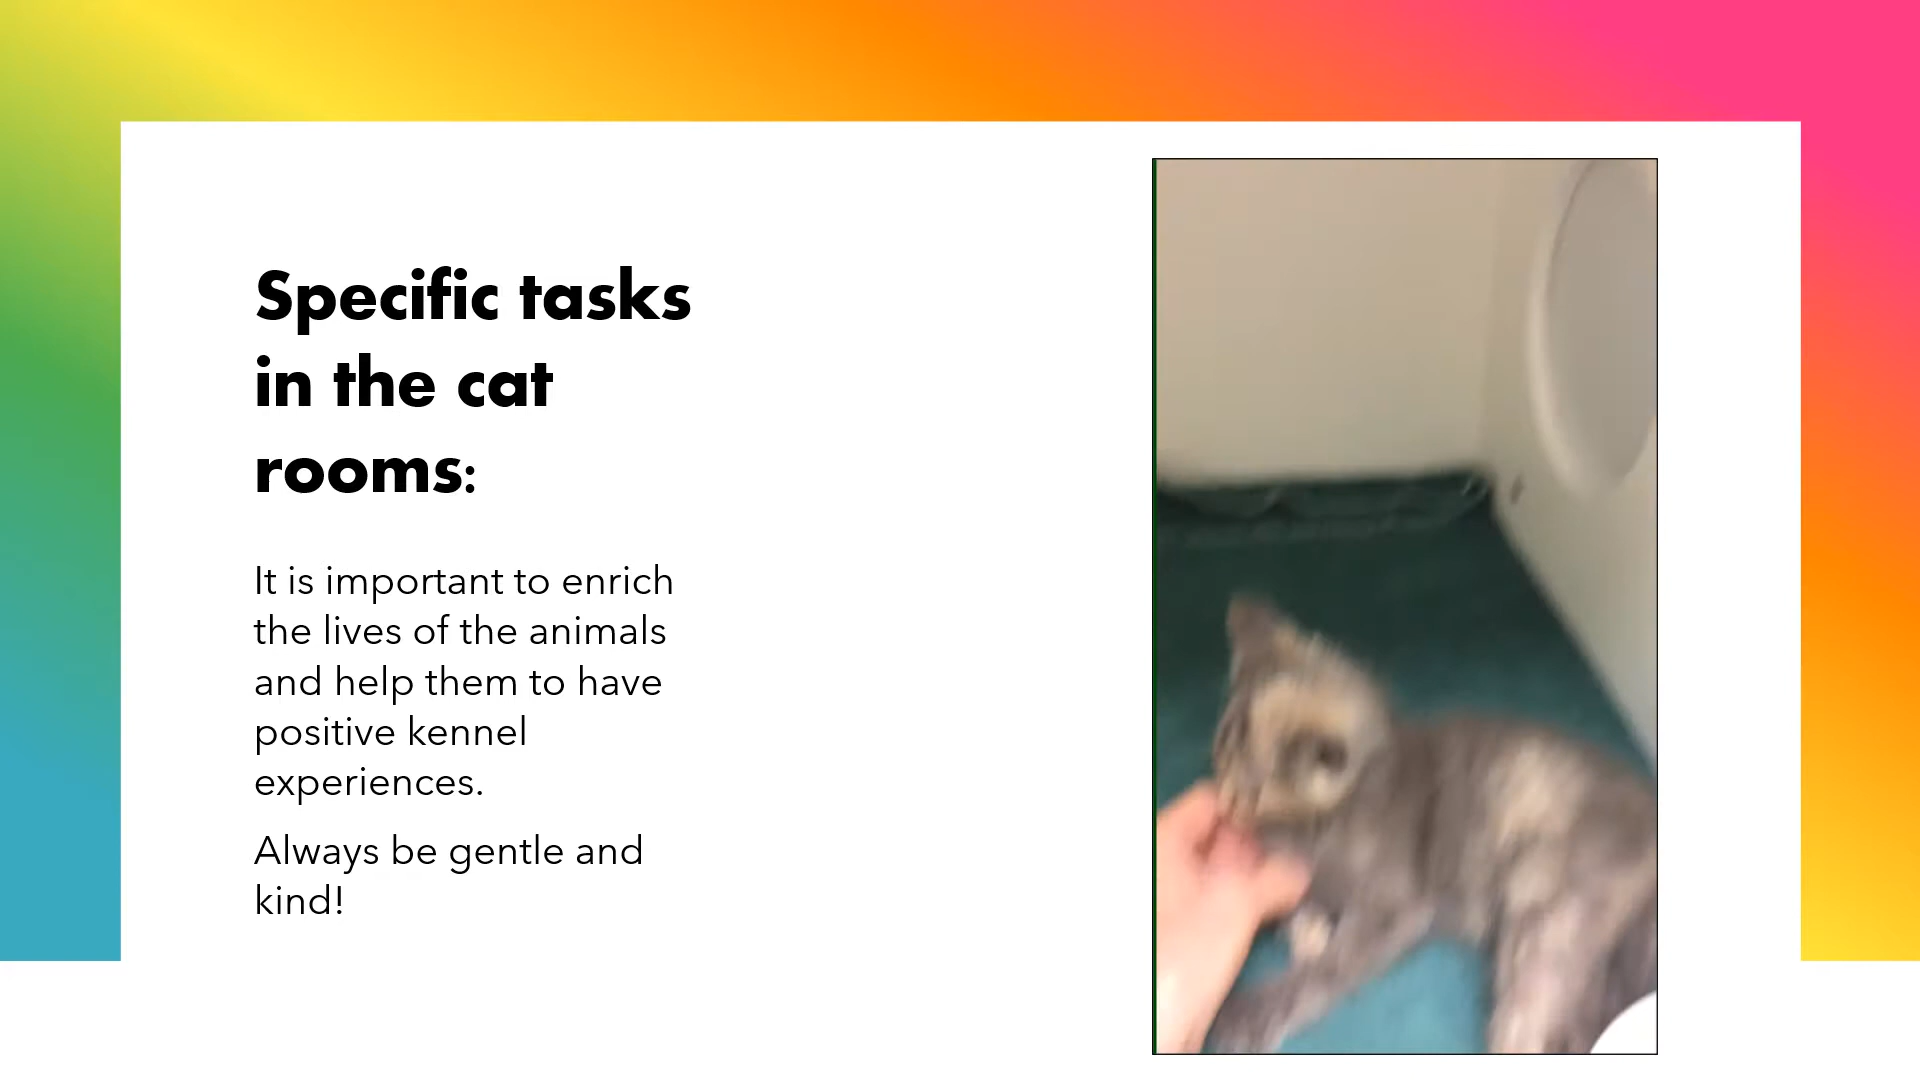 Specific tasks
in the cat
rooms:
It is important to enrich
the lives of the animals
and help them to have
positive kennel
experiences.
Always be gentle and
kind!